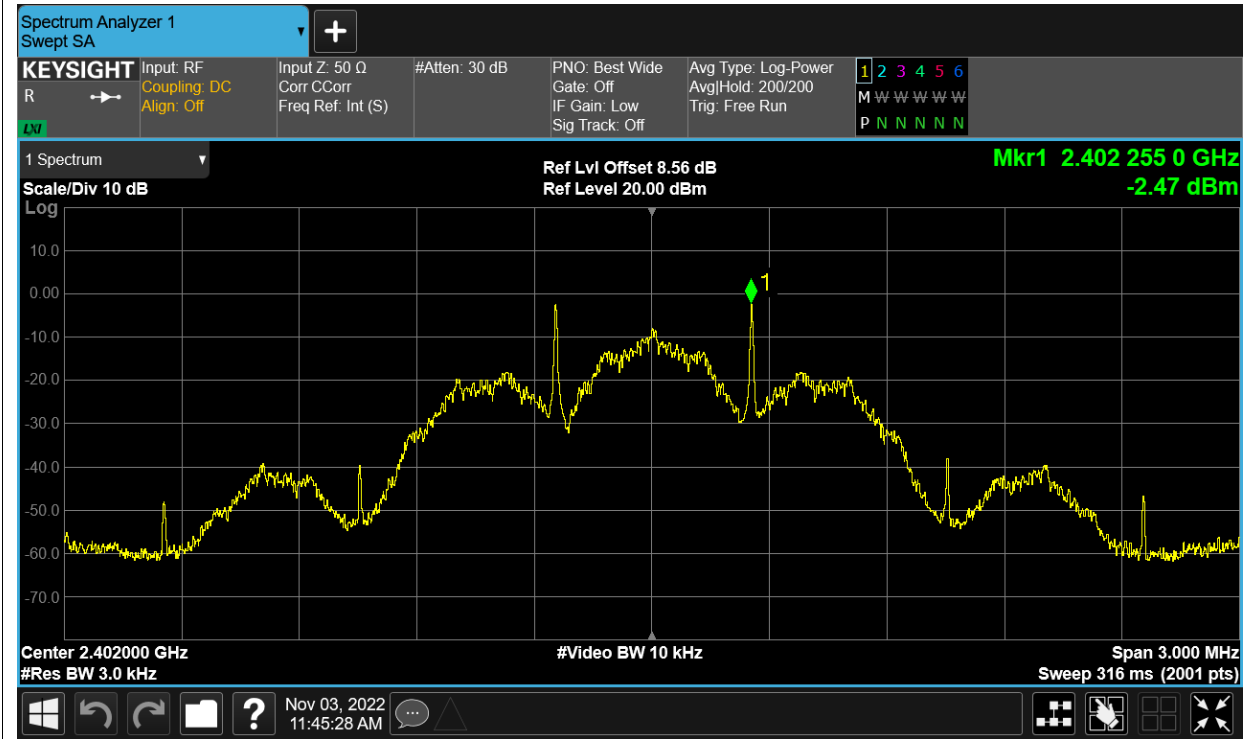 Spectrum Analyzer 1
Swept SA
+
KEYSIGHT
R
LXI
Input: RF
Coupling: DC
Align: Off
Input Z: 50 Ω
Corr CCorr
Freq Ref: Int (S)
#Atten: 30 dB
PNO: Best Wide
Gate: Off
IF Gain: Low
Sig Track: Off
Avg Type: Log-Power
Avg|Hold: 200/200
Trig: Free Run
1 2 3 4 5 6
M W W W W W
P N N N N N N
1 Spectrum
Scale/Div 10 dB
Log
Ref Lvl Offset 8.56 dB
Ref Level 20.00 dBm
Mkr1 2.402 255 0 GHz
-2.47 dBm
10.0
0.00
-10.0
-20.0
-30.0
-40.0
-50.0
-60.0
-70.0
1
Center 2.402000 GHz
#Res BW 3.0 kHz
#Video BW 10 kHz
Span 3.000 MHz
Sweep 316 ms (2001 pts)
?
Nov 03, 2022
11:45:28 AM